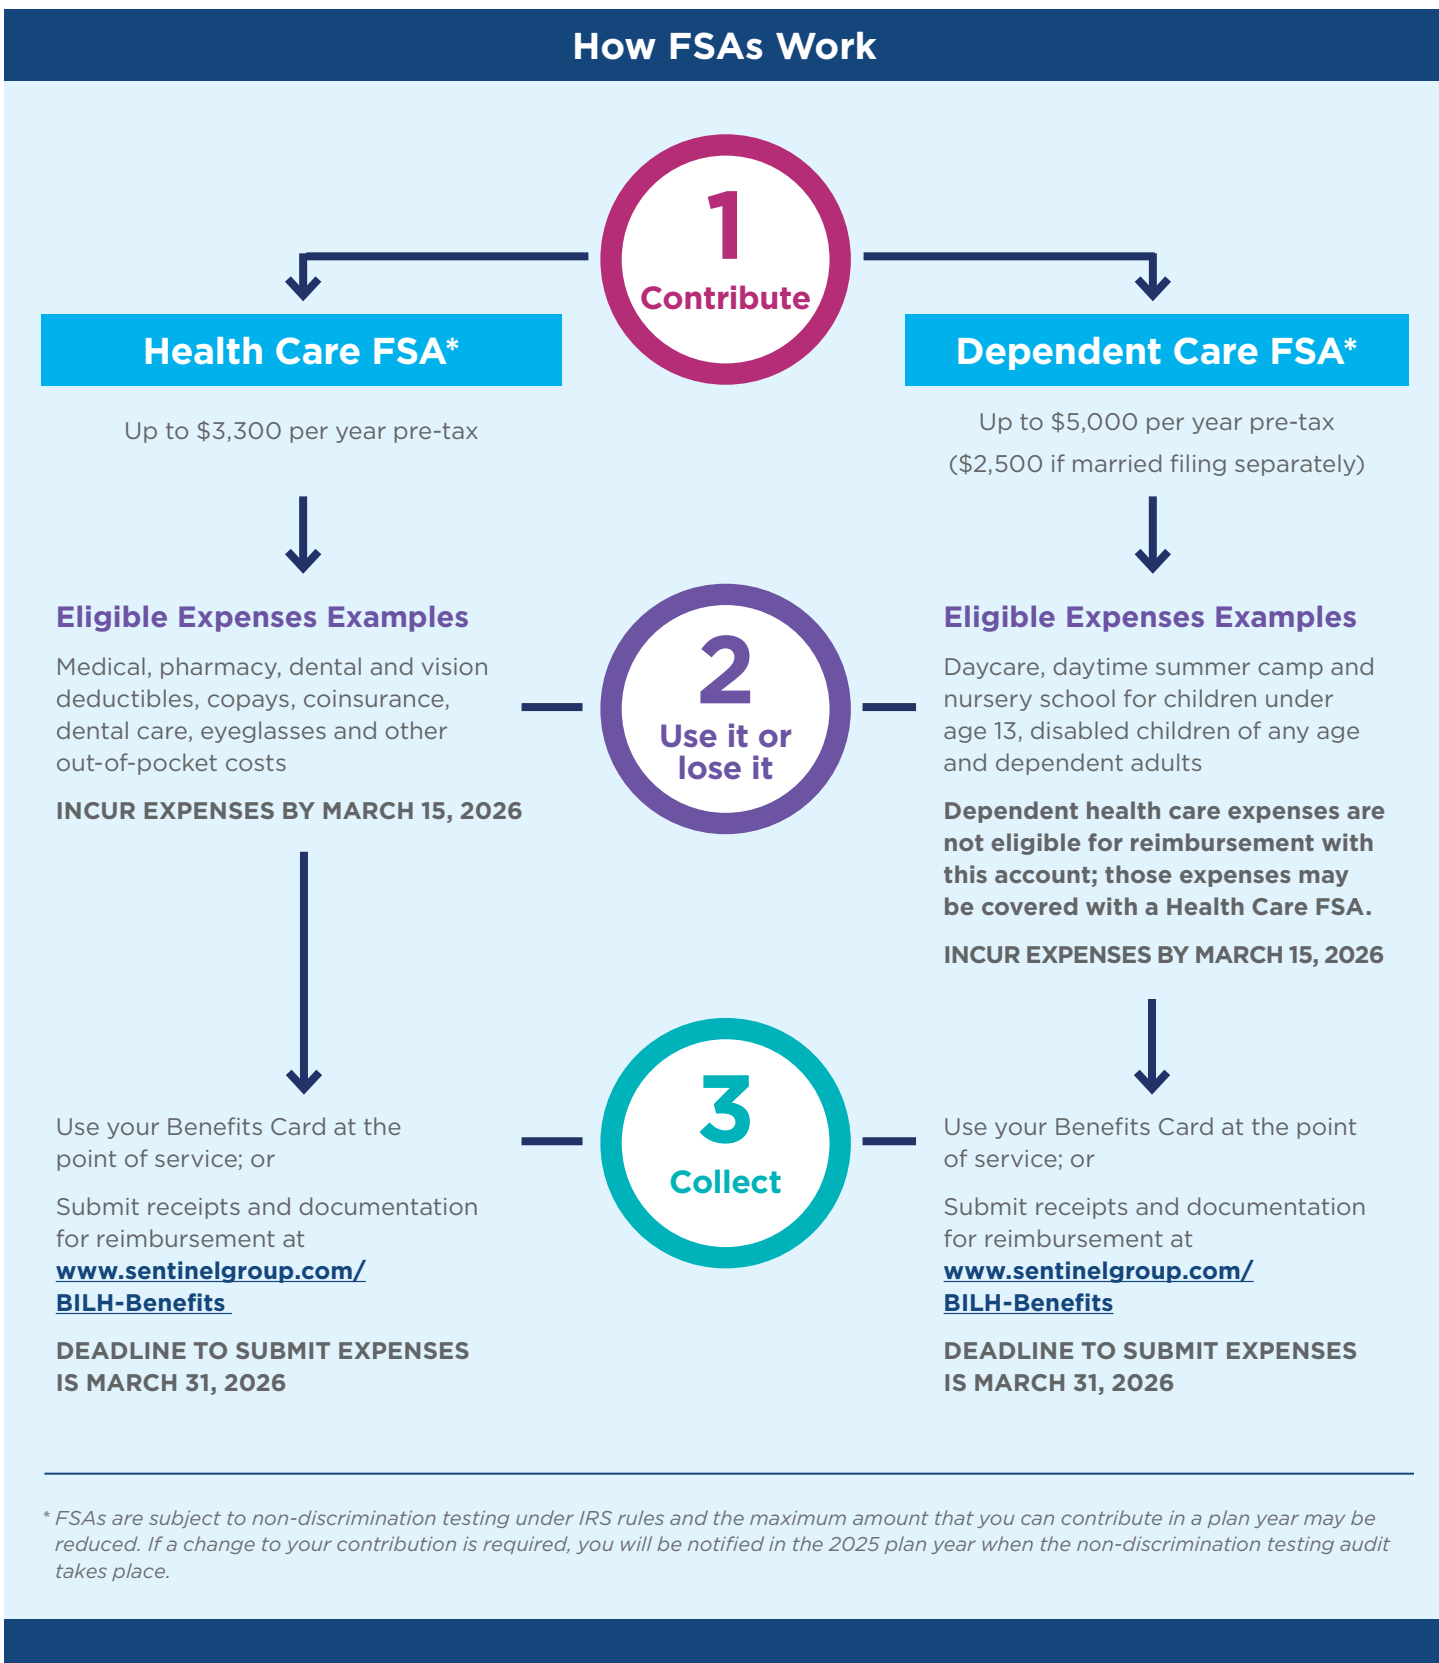 How FSAs Work
1
Contribute
Health Care FSA*
Up to $3,300 per year pre-tax
Dependent Care FSA*
Up to $5,000 per year pre-tax
($2,500 if married filing separately)
Eligible Expenses Examples
Medical, pharmacy, dental and vision
deductibles, copays, coinsurance,
dental care, eyeglasses and other
out-of-pocket costs
INCUR EXPENSES BY MARCH 15, 2026
2
Use it or
lose it
Eligible Expenses Examples
Daycare, daytime summer camp and
nursery school for children under
age 13, disabled children of any age
and dependent adults
Dependent health care expenses are
not eligible for reimbursement with
this account; those expenses may
be covered with a Health Care FSA.
INCUR EXPENSES BY MARCH 15, 2026
Use your Benefits Card at the
point of service; or
Submit receipts and documentation
for reimbursement at
www.sentinelgroup.com/
BILH-Benefits
DEADLINE TO SUBMIT EXPENSES
IS MARCH 31, 2026
3
Collect
Use your Benefits Card at the point
of service; or
Submit receipts and documentation
for reimbursement at
www.sentinelgroup.com/
BILH-Benefits
DEADLINE TO SUBMIT EXPENSES
IS MARCH 31, 2026
* FSAs are subject to non-discrimination testing under IRS rules and the maximum amount that you can contribute in a plan year may be
reduced. If a change to your contribution is required, you will be notified in the 2025 plan year when the non-discrimination testing audit
takes place.